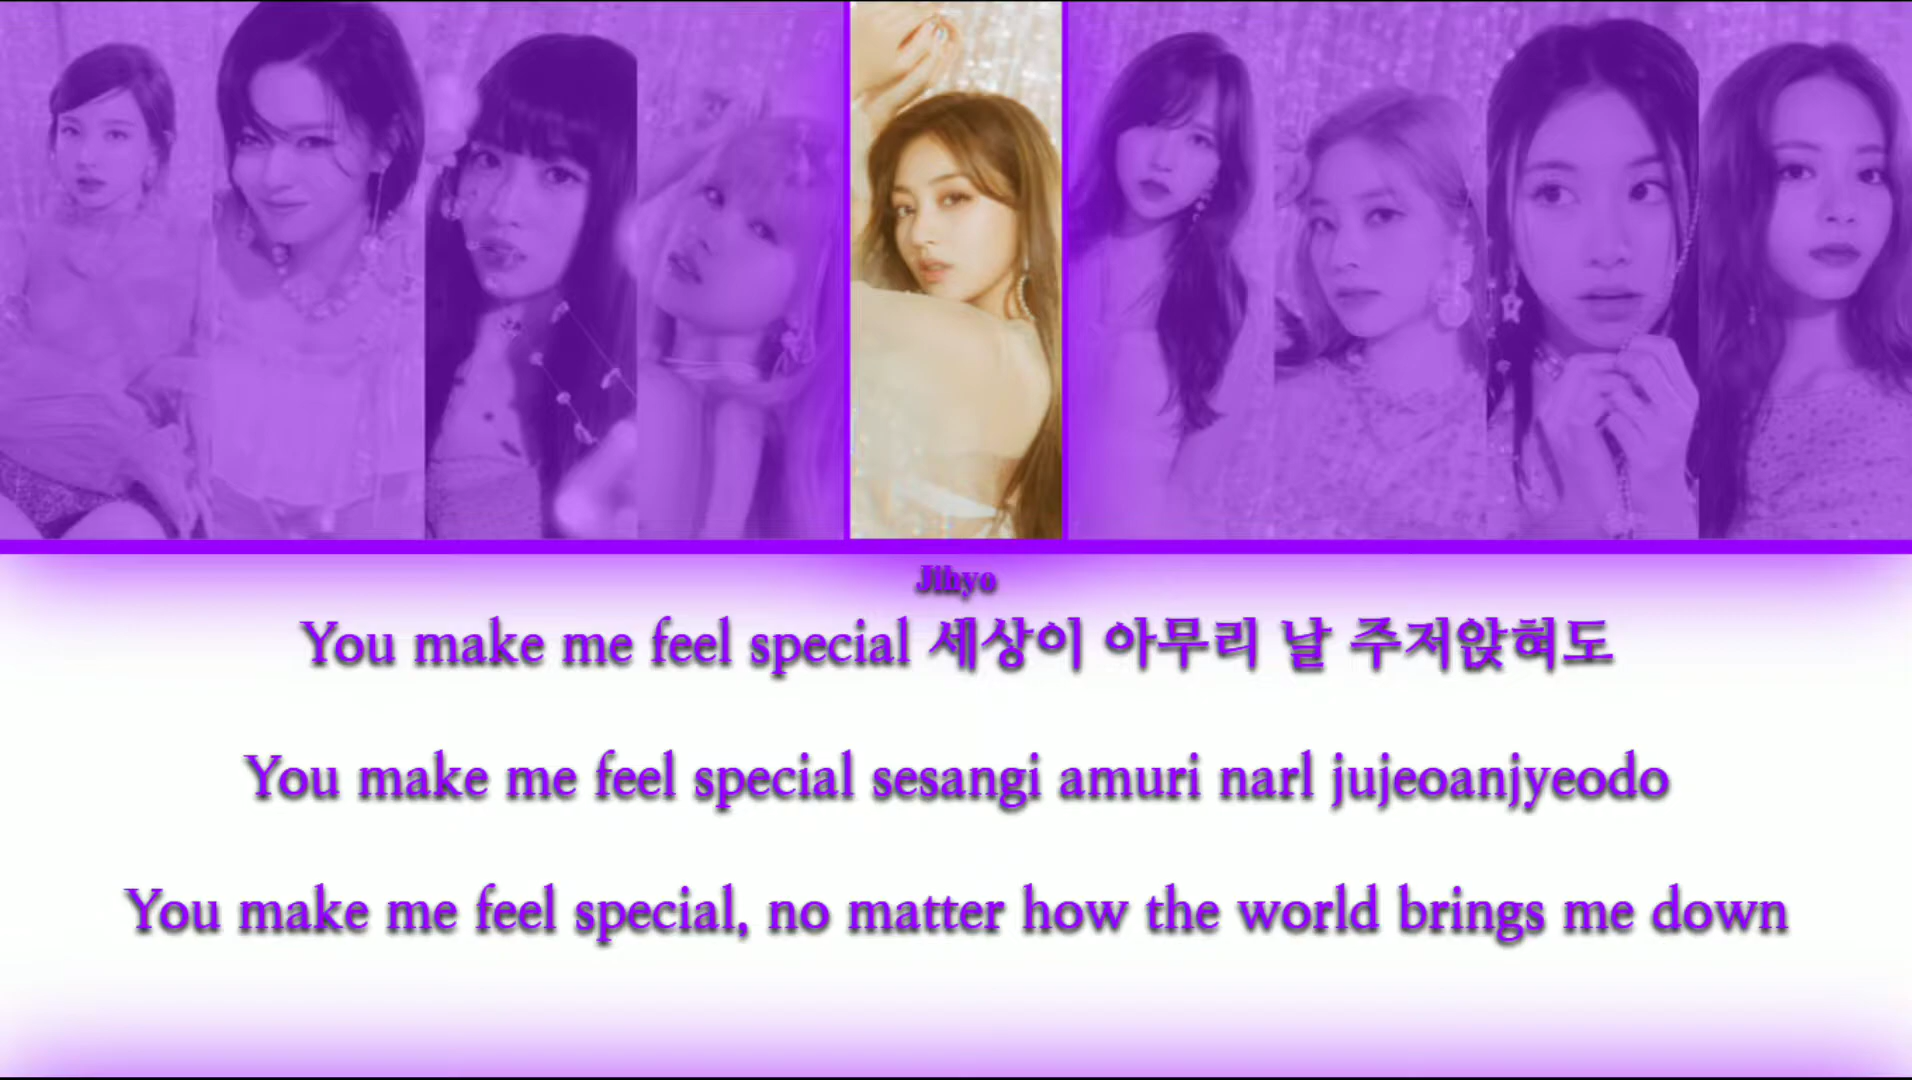 Jihyo
You make me feel special 세상이 아무리 날 주저앉혀도
You make me feel special sesangi amuri narl jujeoanjyeodo
You make me feel special, no matter how the world brings me down